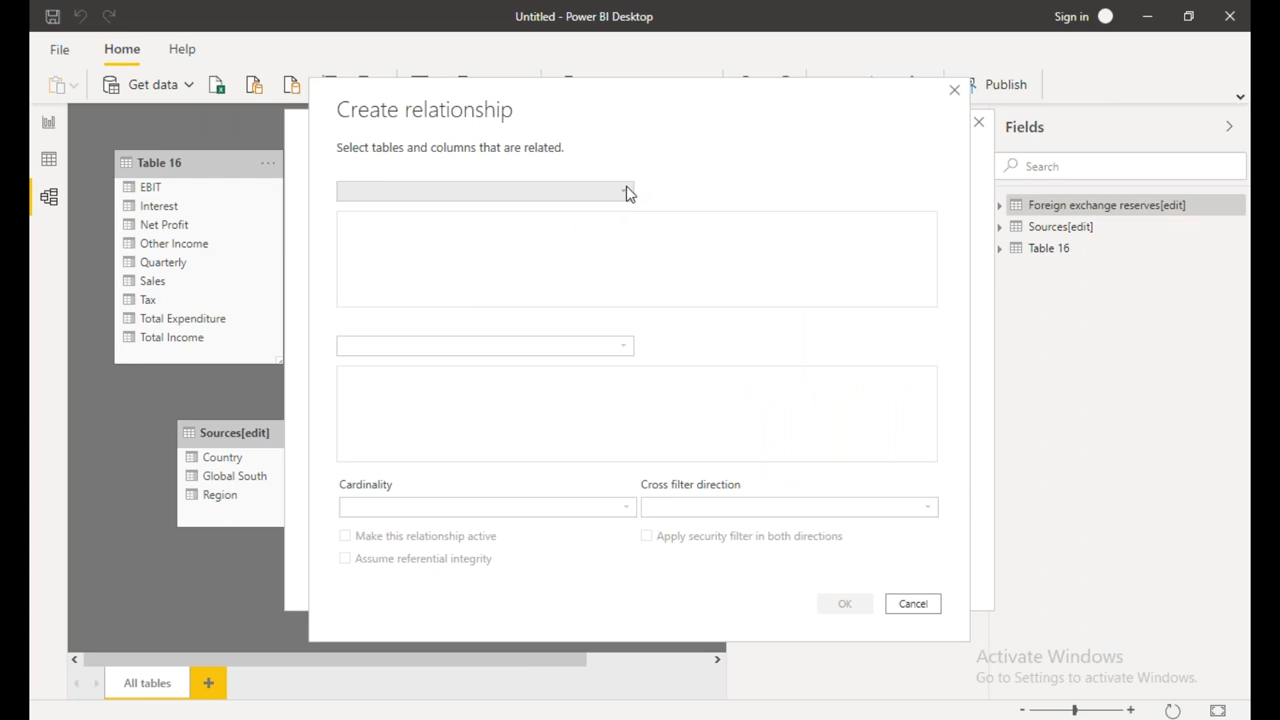 Untitled - Power BI Desktop
Sign in
File
Home
Help
Get data
Publish
Create relationship
Select tables and columns that are related.
Cardinality
Cross filter direction
Make this relationship active
Apply security filter in both directions
Assume referential integrity
OK
Cancel
Table 16
EBIT
Interest
Net Profit
Other Income
Quarterly
Sales
Tax
Total Expenditure
Total Income
Sources[edit]
Country
Global South
Region
Fields
Search
Foreign exchange reserves[edit]
Sources[edit]
Table 16
Activate Windows
Go to Settings to activate Windows.
All tables